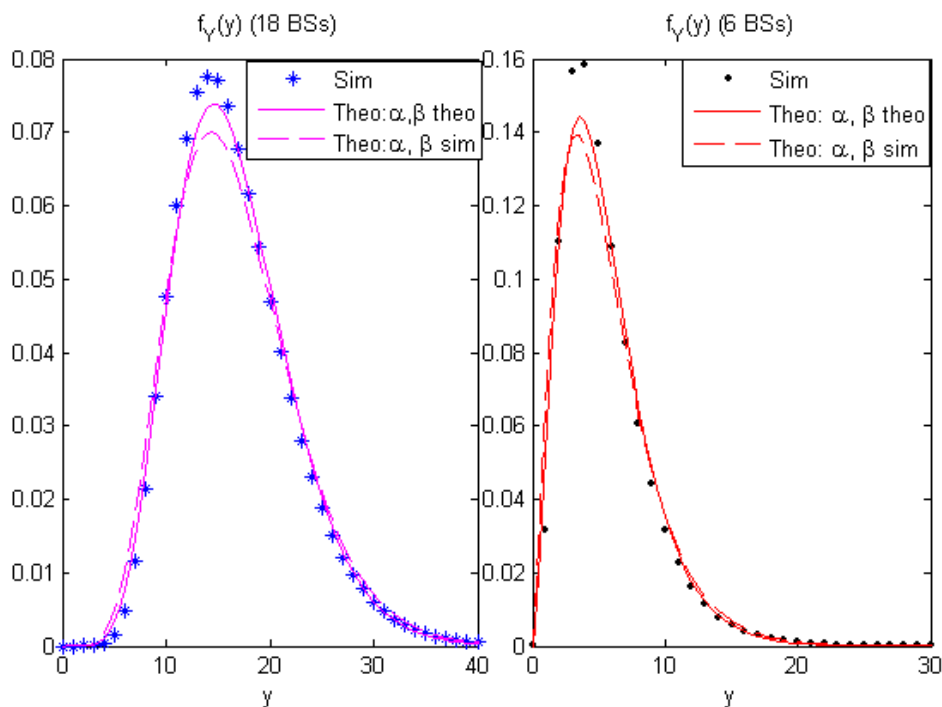 f_Y(y) (18 BSs)
0.08
0.07
0.06
0.05
0.04
0.03
0.02
0.01
0
0 10 20 30 40
y
Sim
Theo: α,β theo
Theo: α, β sim
f_Y(y) (6 BSs)
0.16
0.14
0.12
0.1
0.08
0.06
0.04
0.02
0
0 10 20 30
y
Sim
Theo: α, β theo
Theo: α, β sim